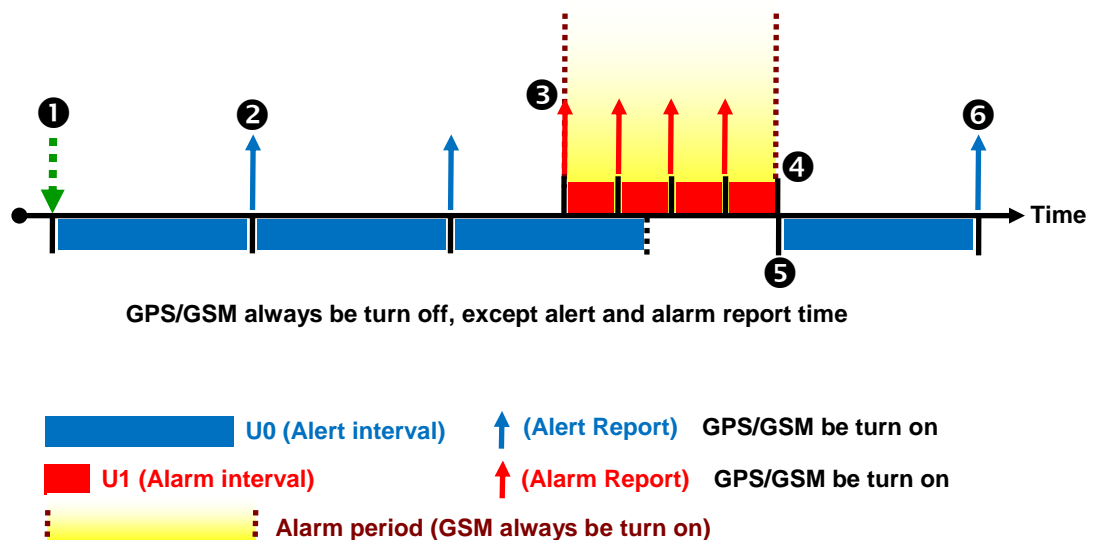 ❶
❷
❸
❹
❺
❻
Time
GPS/GSM always be turn off, except alert and alarm report time
U0 (Alert interval) (Alert Report) GPS/GSM be turn on
U1 (Alarm interval) (Alarm Report) GPS/GSM be turn on
Alarm period (GSM always be turn on)